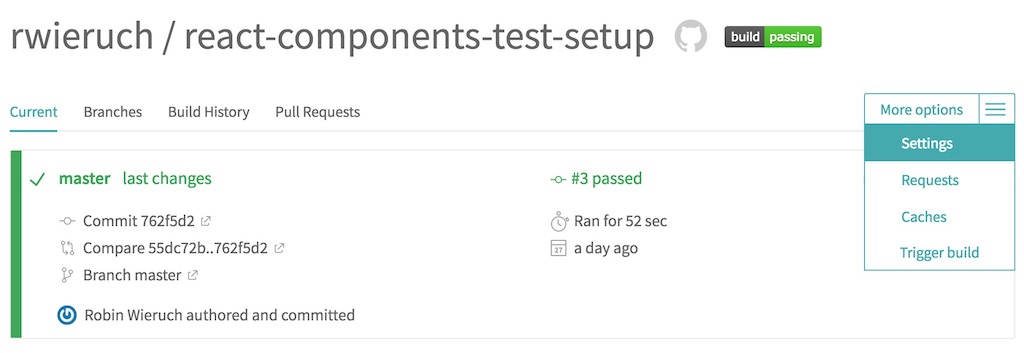 rwieruch / react-components-test-setup build passing
Current Branches Build History Pull Requests More options
Settings
Requests
Caches
Trigger build
master last changes
Commit 762f5d2
Compare 55dc72b..762f5d2
Branch master
Robin Wieruch authored and committed
#3 passed
Ran for 52 sec
27 a day ago